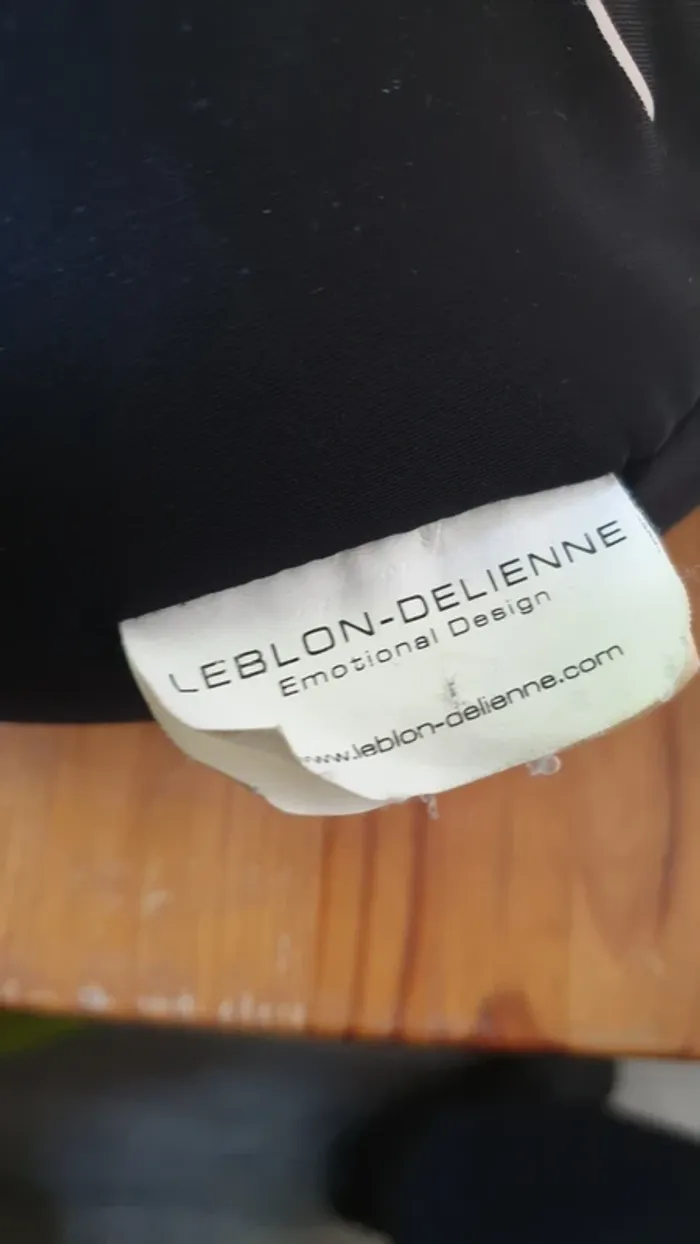 LEBLON-DELIENNE
Emotional Design
www.leblon-delienne.com